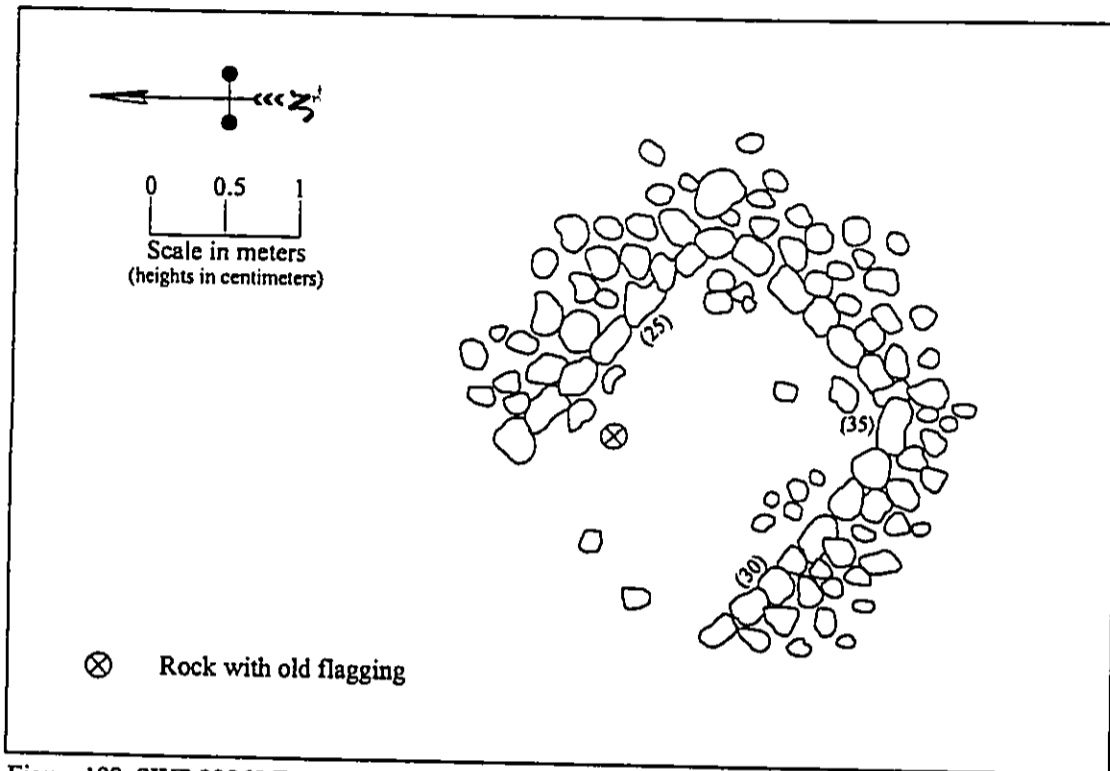 0 0.5 1
Scale in meters
(heights in centimeters)
(25)
(35)
(30)
Rock with old flagging